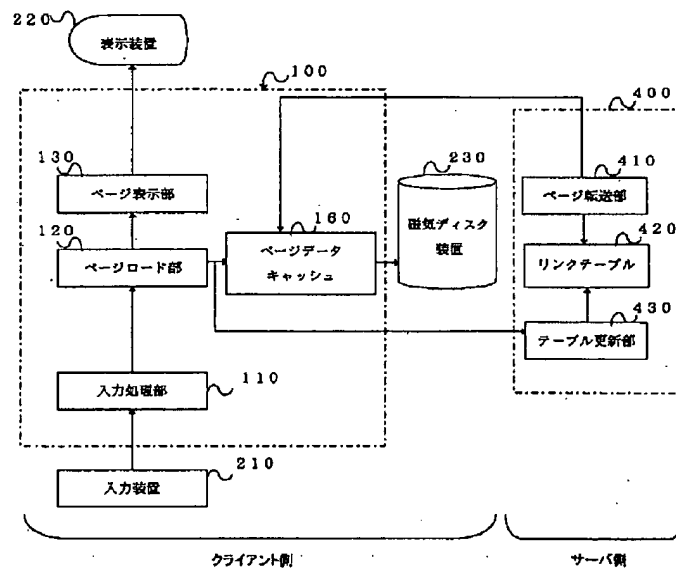 220
表示装置
100
400
130
230
410
ページ表示部
ページ転送部
120
160
磁気ディスク
装置
420
ページロード部
ページデータ
キャッシュ
リンクテーブル
430
テーブル更新部
入力処理部
110
210
入力装置
クライアント側
サーバ側